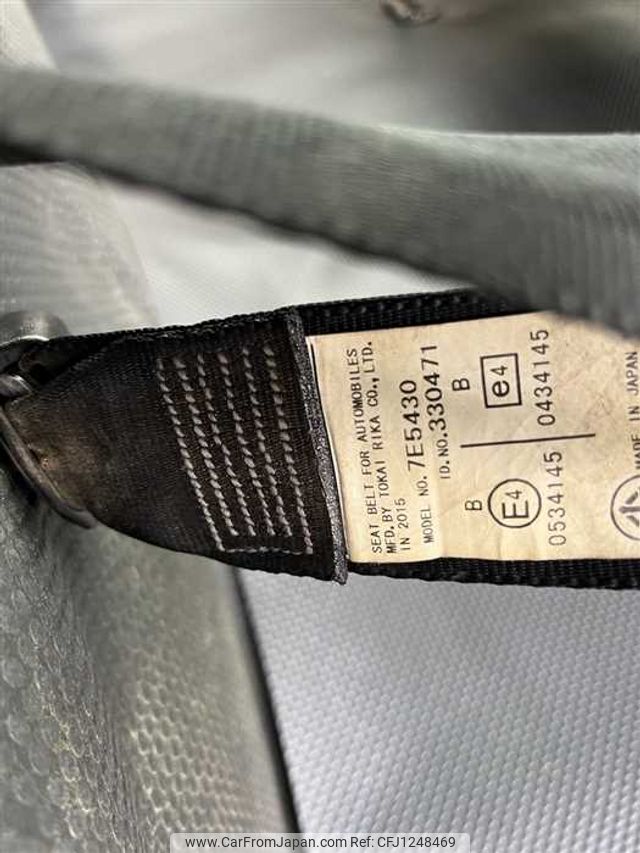 SEAT BELT FOR AUTOMOBILES
MFD. BY TOKAI RIKA CO., LTD.
IN 2015
MODEL NO. 7E5430
ID. NO. 330471
B
E4
0534145
B
e4
0434145
MADE IN JAPAN
www.CarFromJapan.com Ref:CFJ1248469